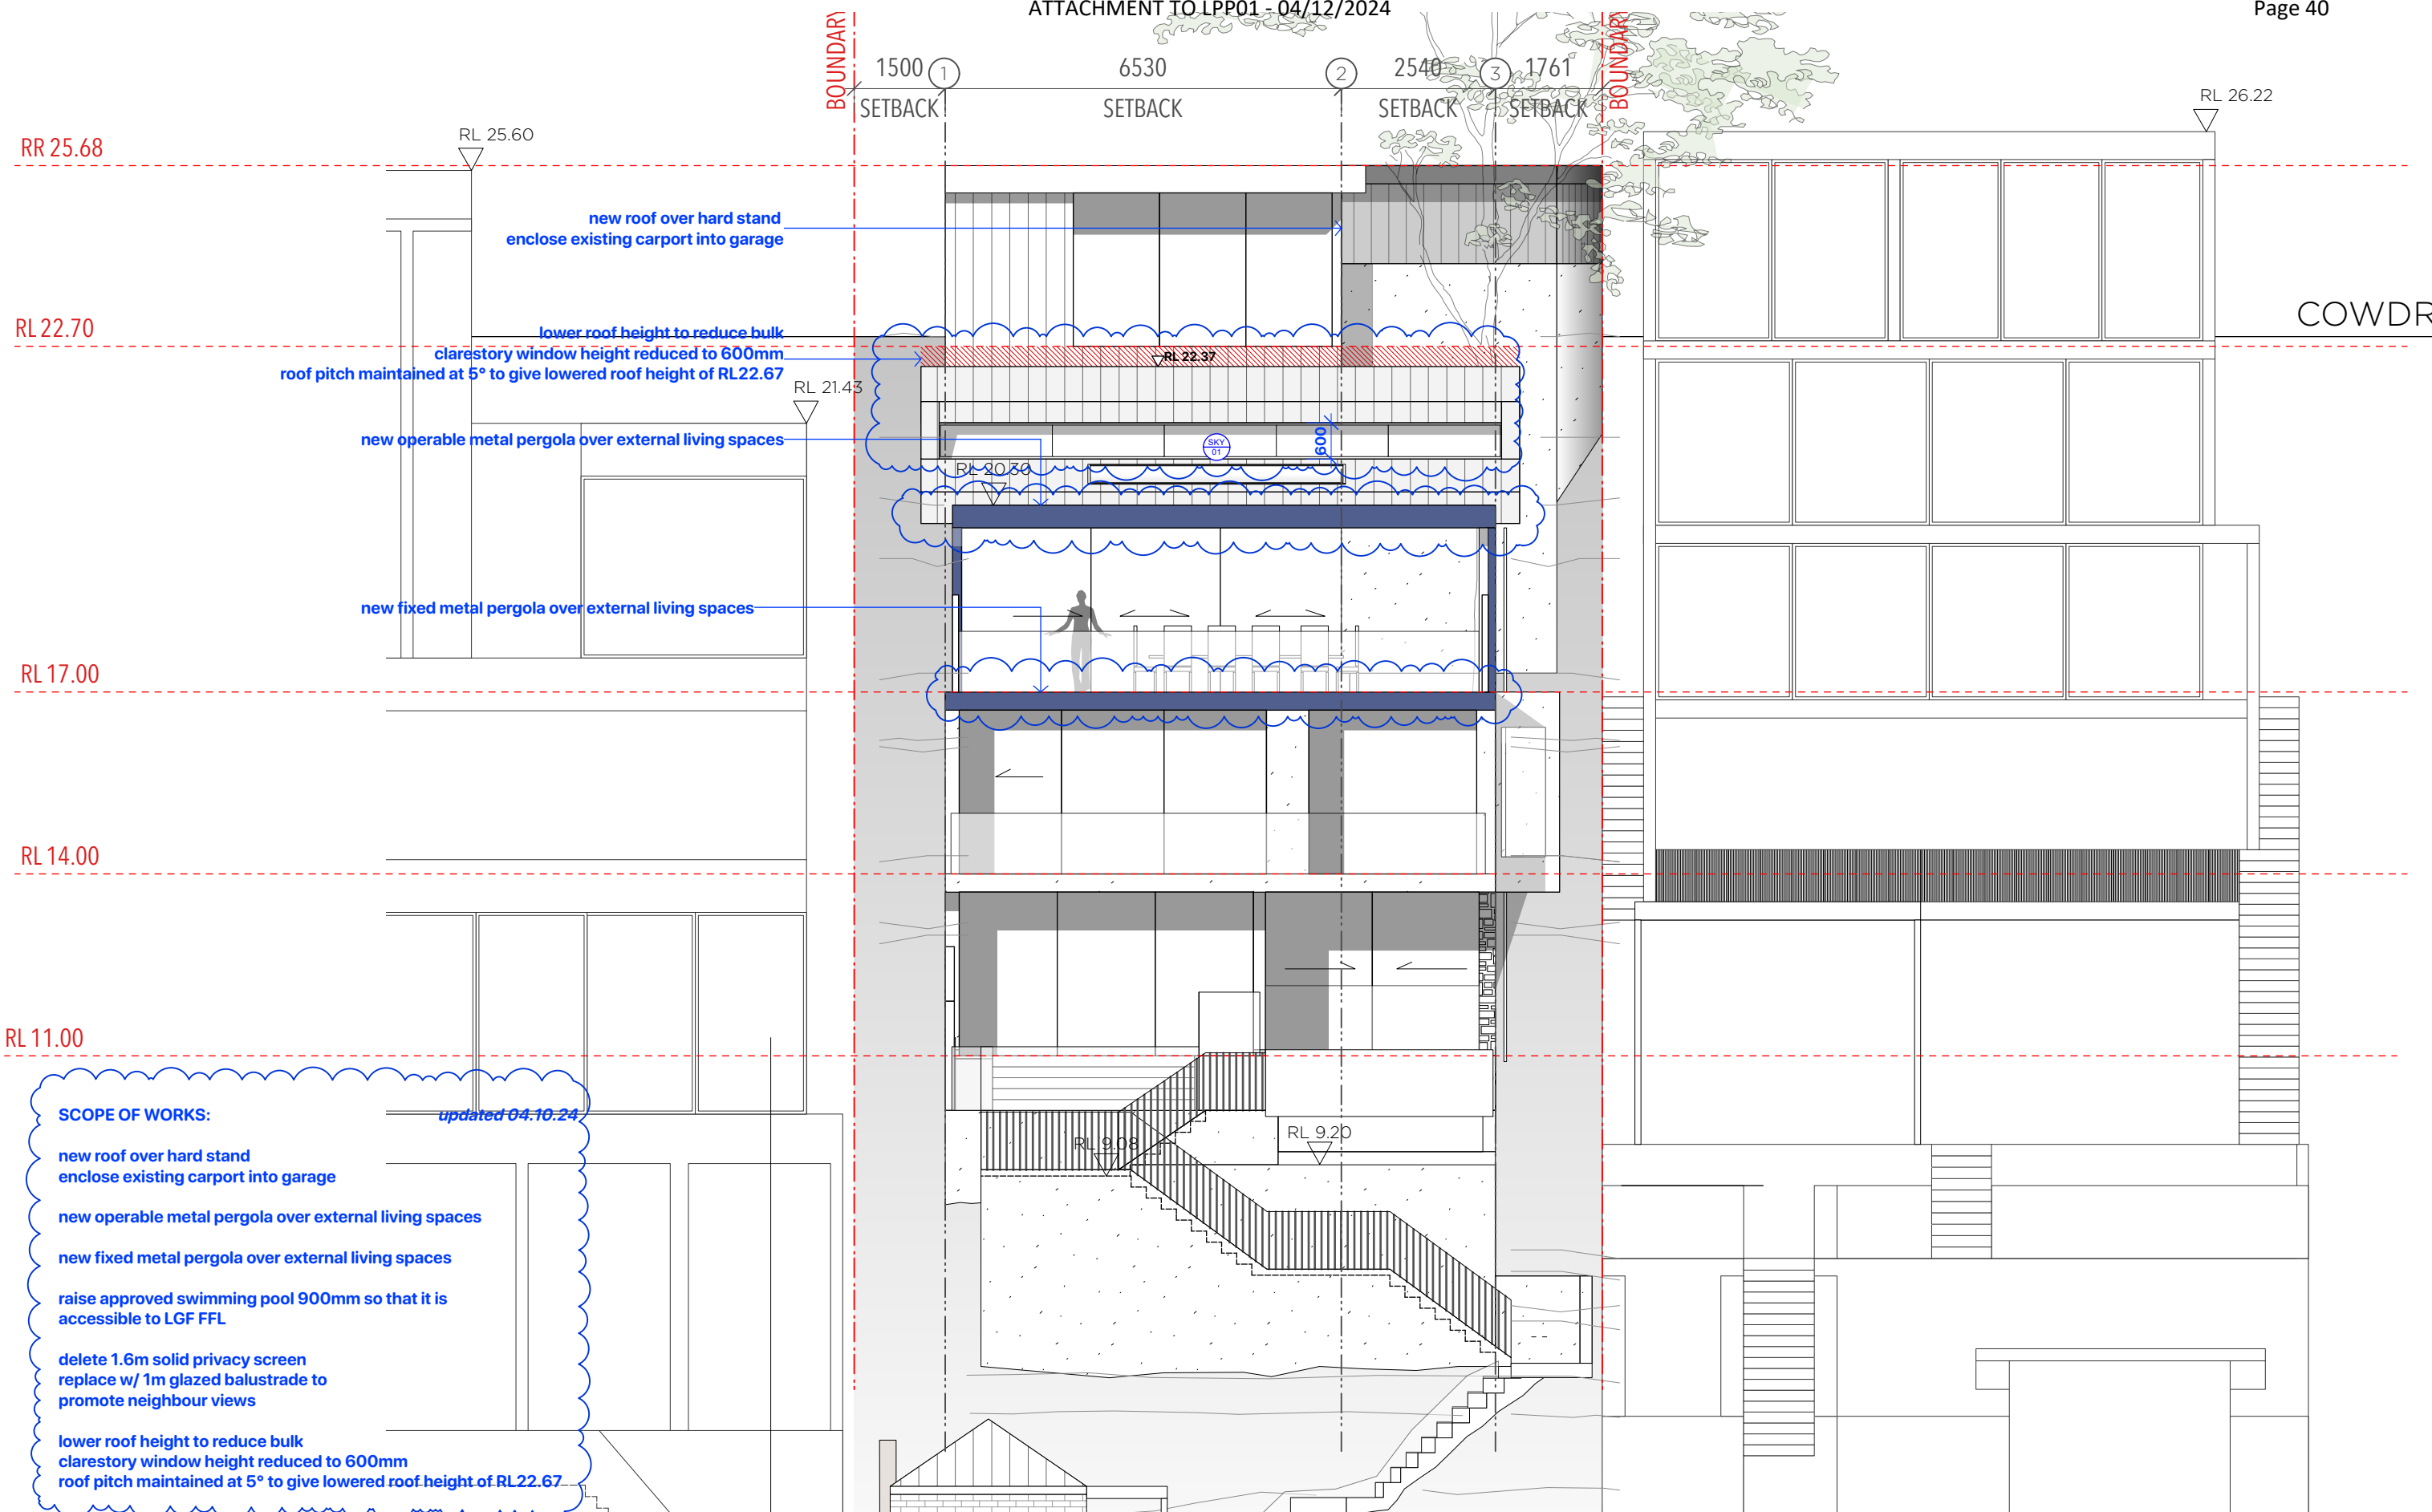 ATTACHMENT TO LPP01 - 04/12/2024
Page 40
BOUNDARY
1500
1
6530
2
2540
3
1761
BOUNDARY
SETBACK
SETBACK
SETBACK
SETBACK
RL 26.22
RL 25.60
RR 25.68
new roof over hard stand
enclose existing carport into garage
RL 22.70
COWDR
lower roof height to reduce bulk
clarestory window height reduced to 600mm
roof pitch maintained at 5° to give lowered roof height of RL22.67
RL 22.37
RL 21.43
new operable metal pergola over external living spaces
SKY
01
600
RL 20.30
new fixed metal pergola over external living spaces
RL 17.00
RL 14.00
RL 11.00
SCOPE OF WORKS:
updated 04.10.24
new roof over hard stand
enclose existing carport into garage
new operable metal pergola over external living spaces
new fixed metal pergola over external living spaces
raise approved swimming pool 900mm so that it is
accessible to LGF FFL
delete 1.6m solid privacy screen
replace w/ 1m glazed balustrade to
promote neighbour views
lower roof height to reduce bulk
clarestory window height reduced to 600mm
roof pitch maintained at 5° to give lowered roof height of RL22.67
RL 9.08
RL 9.20